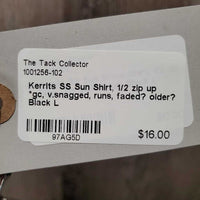 The Tack Collector
1001256-102
Kerrits SS Sun Shirt, 1/2 zip up
*gc, v.snagged, runs, faded? older?
Black L
97AG5D
$16.00